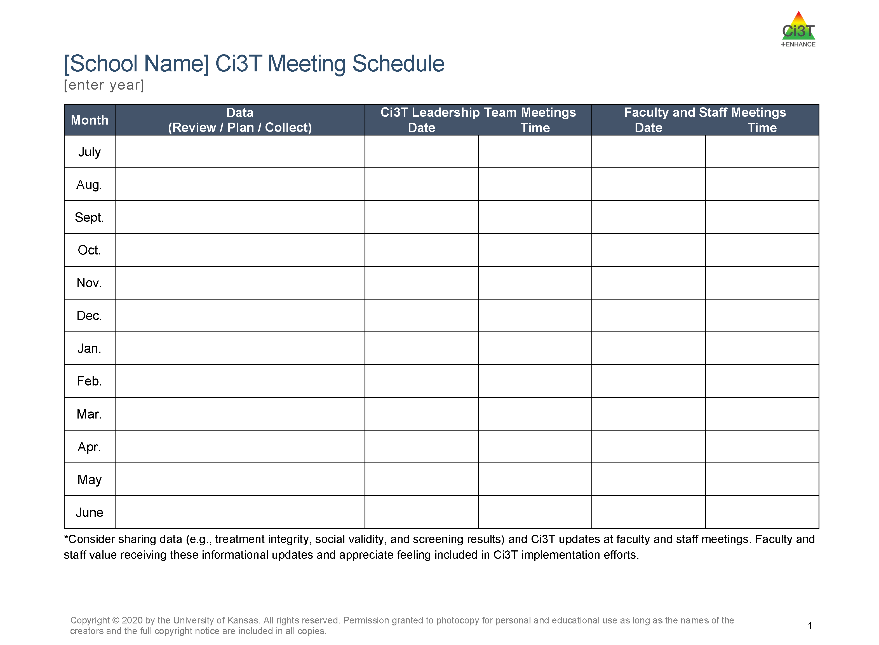 Ci3T
+ENHANCE
[School Name] Ci3T Meeting Schedule
[enter year]
Month
Data
(Review / Plan / Collect)
Ci3T Leadership Team Meetings
Date Time
Faculty and Staff Meetings
Date Time
July
Aug.
Sept.
Oct.
Nov.
Dec.
Jan.
Feb.
Mar.
Apr.
May
June
*Consider sharing data (e.g., treatment integrity, social validity, and screening results) and Ci3T updates at faculty and staff meetings. Faculty and
staff value receiving these informational updates and appreciate feeling included in Ci3T implementation efforts.
Copyright © 2020 by the University of Kansas. All rights reserved. Permission granted to photocopy for personal and educational use as long as the names of the
creators and the full copyright notice are included in all copies.
1